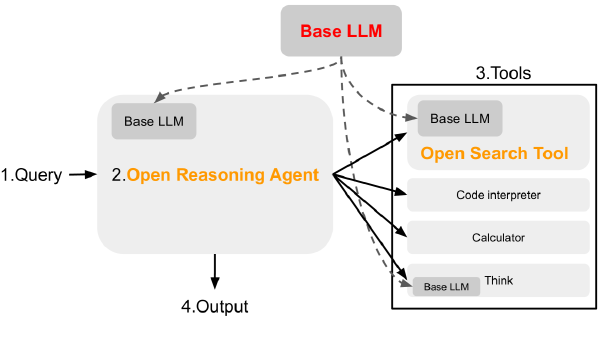 Base LLM
3.Tools
Base LLM
Base LLM
Open Search Tool
1.Query
2.Open Reasoning Agent
Code interpreter
Calculator
Think
Base LLM
4.Output